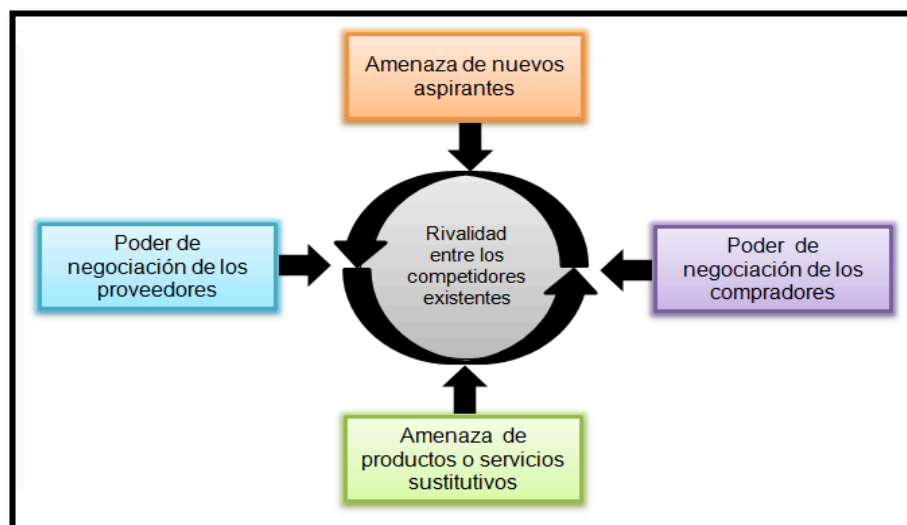 Amenaza de nuevos
aspirantes
Poder de
negociación de los
proveedores
Rivalidad
entre los
competidores
existentes
Poder de
negociación de los
compradores
Amenaza de
productos o servicios
sustitutivos